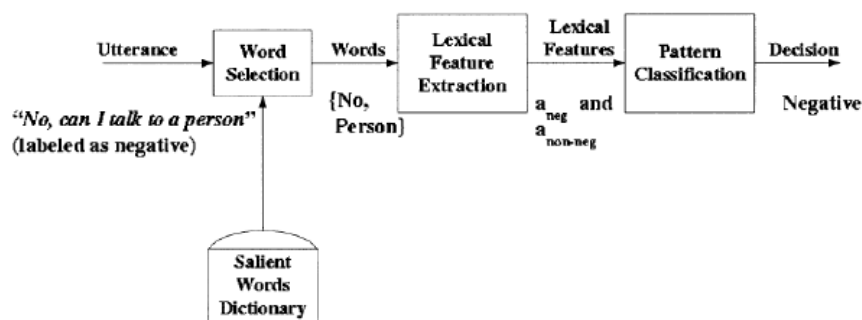 Utterance
Word
Selection
Words
Lexical
Feature
Extraction
Lexical
Features
Pattern
Classification
Decision
"No, can I talk to a person"
(labeled as negative)
{No,
Person}
a neg and
a non-neg
Negative
Salient
Words
Dictionary